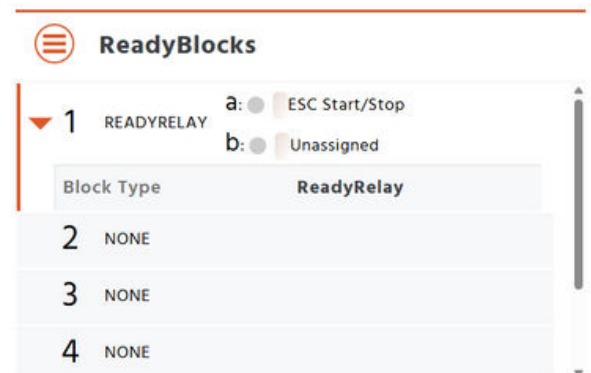 ReadyBlocks
1 READYRELAY a: ESC Start/Stop
b: Unassigned
Block Type ReadyRelay
2 NONE
3 NONE
4 NONE